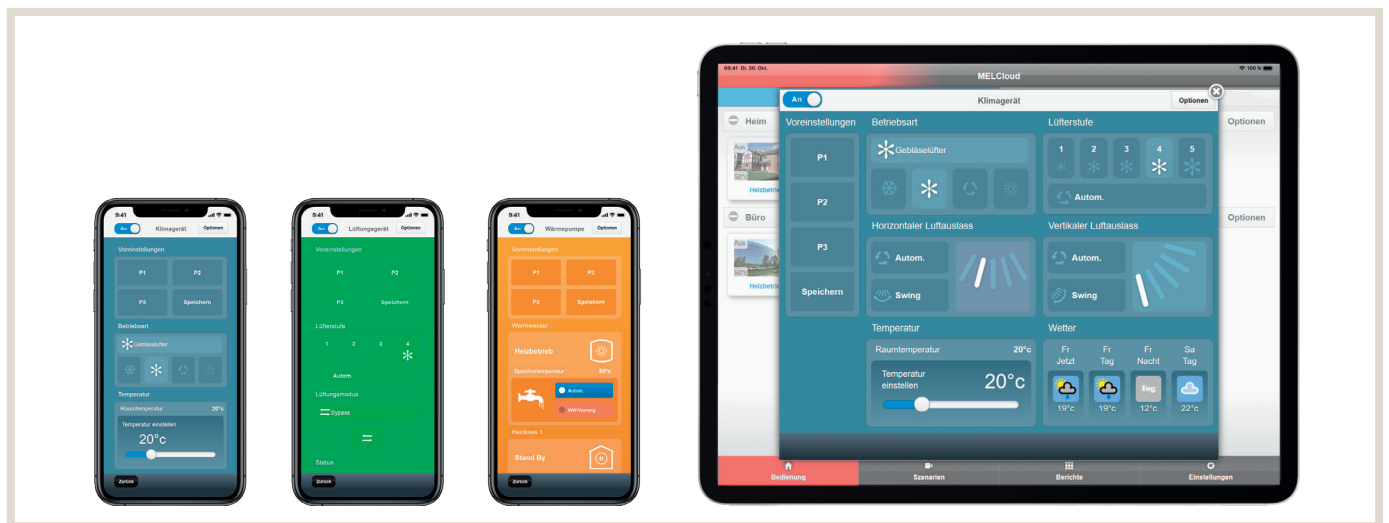 9:41
An
Klimagerät
Optionen
Voreinstellungen
P1
P2
P3
Speichern
Betriebsart
Gebläselüfter
Temperatur
Raumtemperatur
20°c
Temperatur einstellen
20°c
Zurück
9:41
An
Lüftungsgerät
Optionen
Voreinstellungen
P1
P2
P3
Speichern
Lüfterstufe
1
2
3
4
Autom.
Lüftungsmodus
Bypass
Status
Zurück
9:41
An
Wärmepumpe
Optionen
Voreinstellungen
P1
P2
P3
Speichern
Warmwasser
Heizbetrieb
Speichertemperatur
50°c
Autom.
WW-Vorrang
Heizkreis 1
Stand By
Zurück
09:41 Di. 30. Okt.
100 %
MELCloud
An
Klimagerät
Optionen
Heim
Optionen
Aus
50°c
Heizbetrie
Büro
Optionen
Aus
50°c
Heizbetrie
Voreinstellungen
P1
P2
P3
Speichern
Betriebsart
Gebläselüfter
Lüfterstufe
1
2
3
4
5
Autom.
Horizontaler Luftauslass
Autom.
Swing
Vertikaler Luftauslass
Autom.
Swing
Temperatur
Raumtemperatur
20°c
Temperatur
einstellen
20°c
Wetter
Fr
Jetzt
19°c
Fr
Tag
19°c
Fr
Nacht
fog
12°c
Sa
Tag
22°c
Bedienung
Szenarien
Berichte
Einstellungen